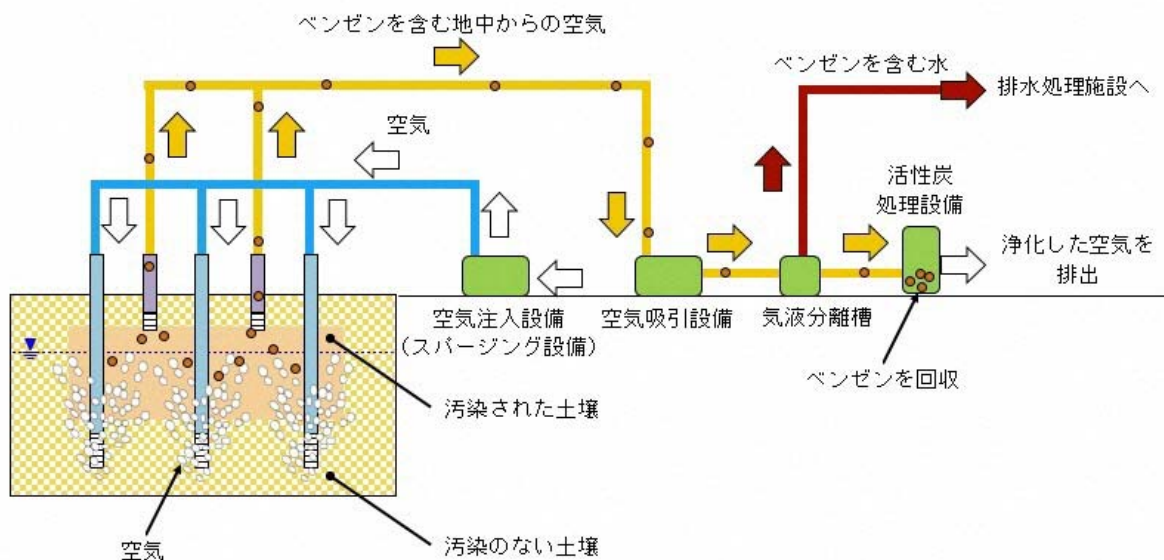 ベンゼンを含む地中からの空気
ベンゼンを含む水
排水処理施設へ
空気
活性炭
処理設備
浄化した空気を
排出
空気注入設備
(スパージング設備)
空気吸引設備
気液分離槽
ベンゼンを回収
汚染された土壌
汚染のない土壌
空気